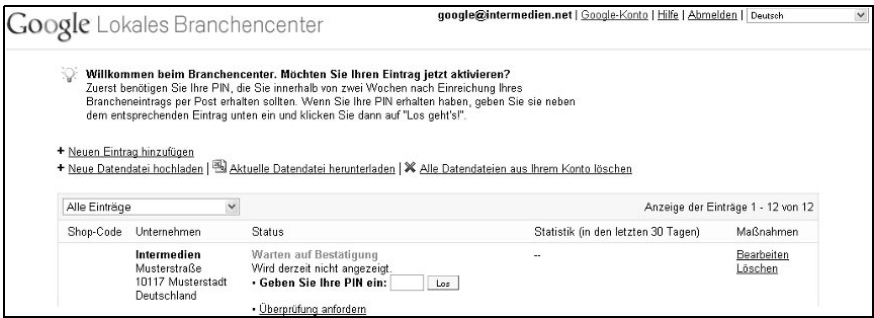 google@intermedien.net | Google-Konto | Hilfe | Abmelden | Deutsch
Google Lokales Branchencenter
Willkommen beim Branchencenter. Möchten Sie Ihren Eintrag jetzt aktivieren?
Zuerst benötigen Sie Ihre PIN, die Sie innerhalb von zwei Wochen nach Einreichung Ihres
Brancheneintrags per Post erhalten sollten. Wenn Sie Ihre PIN erhalten haben, geben Sie sie neben
dem entsprechenden Eintrag unten ein und klicken Sie dann auf "Los geht's!".
+ Neuen Eintrag hinzufügen
+ Neue Datendatei hochladen | Aktuelle Datendatei herunterladen | Alle Datendateien aus Ihrem Konto löschen
Alle Einträge Anzeige der Einträge 1 - 12 von 12
Shop-Code Unternehmen Status Statistik (in den letzten 30 Tagen) Maßnahmen
Intermedien Warten auf Bestatigung -- Bearbeiten
Musterstraße Wird derzeit nicht angezeigt. Löschen
10117 Musterstadt • Geben Sie Ihre PIN ein: Los
Deutschland
• Überprüfung anfordern